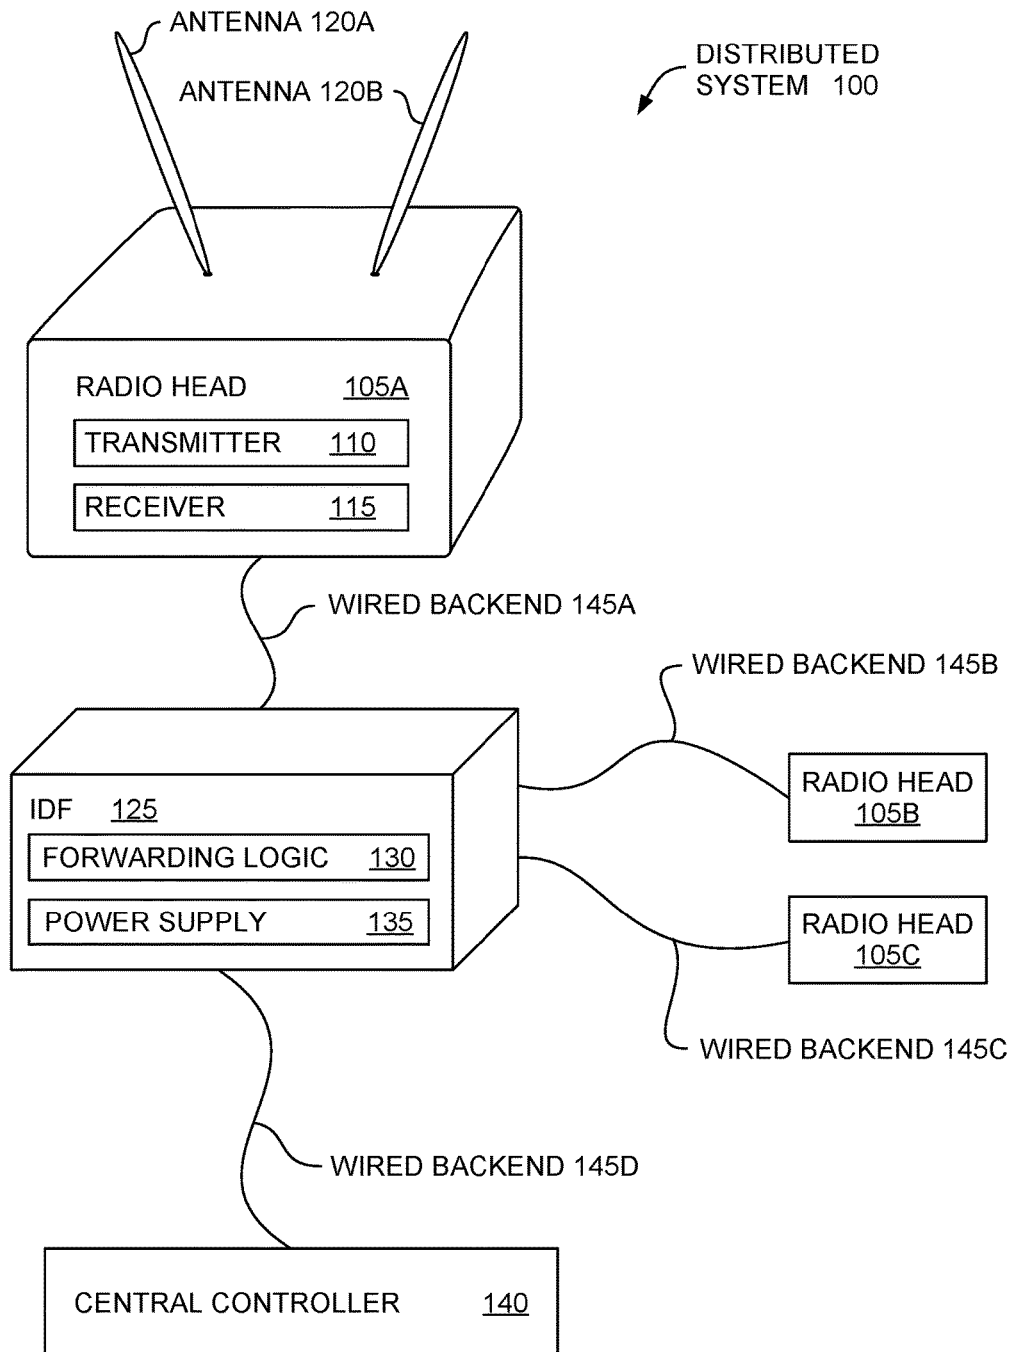 ANTENNA 120A
DISTRIBUTED
SYSTEM 100
ANTENNA 120B
RADIO HEAD 105A
TRANSMITTER 110
RECEIVER 115
WIRED BACKEND 145A
WIRED BACKEND 145B
RADIO HEAD
105B
IDF 125
FORWARDING LOGIC 130
POWER SUPPLY 135
RADIO HEAD
105C
WIRED BACKEND 145C
WIRED BACKEND 145D
CENTRAL CONTROLLER 140